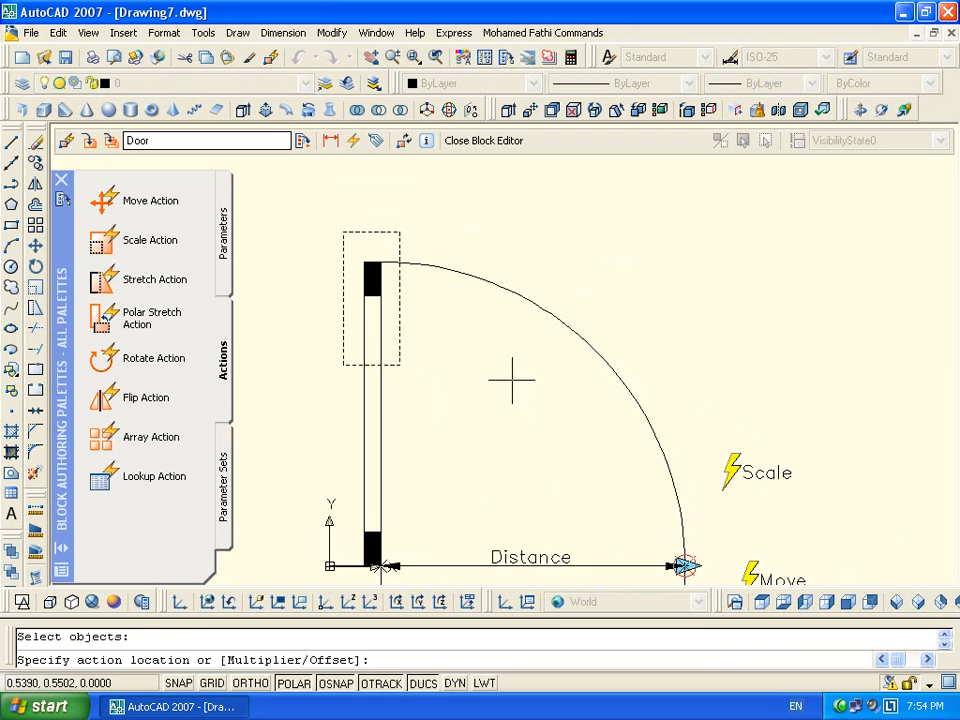 AutoCAD 2007 - [Drawing7.dwg]
File Edit View Insert Format Tools Draw Dimension Modify Window Help Express Mohamed Fathi Commands
Standard ISO-25 Standard
0 ByLayer ByLayer ByLayer ByColor
Door Close Block Editor VisibilityState0
Move Action
Scale Action
Stretch Action
Polar Stretch
Action
Rotate Action
Flip Action
Array Action
Lookup Action
Parameters
Actions
Parameter Sets
BLOCK AUTHORING PALETTES - ALL PALETTES
Scale
Y
Distance
Move
World
Select objects:
Specify action location or [Multiplier/Offset]:
0.5390, 0.5502, 0.0000 SNAP GRID ORTHO POLAR OSNAP OTRACK DUCS DYN LWT
start AutoCAD 2007 - [Dra... EN 7:54 PM